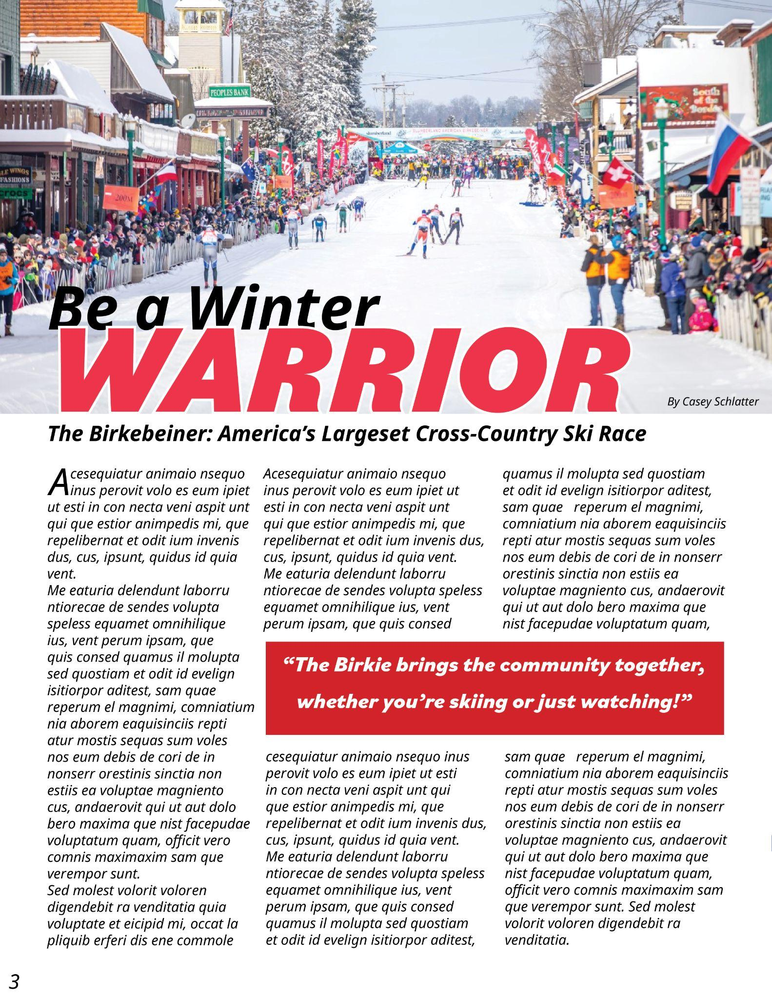 PEOPLES BANK
South
of the
Border
slumberland
SLUMBERLAND AMERICAN BIRKEBEINER
STOP
LE WINGS
FASHIONS
crocs
200M
Be a Winter
WARRIOR
By Casey Schlatter
The Birkebeiner: America’s Largeset Cross-Country Ski Race
Acesequiatur animaio nsequo
inus perovit volo es eum ipiet
ut esti in con necta veni aspit unt
qui que estior animpedis mi, que
repelibernat et odit ium invenis
dus, cus, ipsunt, quidus id quia
vent.
Me eaturia delendunt laborru
ntiorecae de sendes volupta
speless equamet omnihilique
ius, vent perum ipsam, que
quis consed quamus il molupta
sed quostiam et odit id evelign
isitiorpor aditest, sam quae
reperum el magnimi, comniatium
nia aborem eaquisinciis repti
atur mostis sequas sum voles
nos eum debis de cori de in
nonserr orestinis sinctia non
estiis ea voluptae magniento
cus, andaerovit qui ut aut dolo
bero maxima que nist facepudae
voluptatum quam, officit vero
comnis maximaxim sam que
verempor sunt.
Sed molest volorit voloren
digendebit ra venditatia quia
voluptate et eicipid mi, occat la
pliquib erferi dis ene commole
Acesequiatur animaio nsequo
inus perovit volo es eum ipiet ut
esti in con necta veni aspit unt
qui que estior animpedis mi, que
repelibernat et odit ium invenis dus,
cus, ipsunt, quidus id quia vent.
Me eaturia delendunt laborru
ntiorecae de sendes volupta speless
equamet omnihilique ius, vent
perum ipsam, que quis consed
quamus il molupta sed quostiam
et odit id evelign isitiorpor aditest,
sam quae reperum el magnimi,
comniatium nia aborem eaquisinciis
repti atur mostis sequas sum voles
nos eum debis de cori de in nonserr
orestinis sinctia non estiis ea
voluptae magniento cus, andaerovit
qui ut aut dolo bero maxima que
nist facepudae voluptatum quam,
“The Birkie brings the community together,
whether you’re skiing or just watching!”
cesequiatur animaio nsequo inus
perovit volo es eum ipiet ut esti
in con necta veni aspit unt qui
que estior animpedis mi, que
repelibernat et odit ium invenis dus,
cus, ipsunt, quidus id quia vent.
Me eaturia delendunt laborru
ntiorecae de sendes volupta speless
equamet omnihilique ius, vent
perum ipsam, que quis consed
quamus il molupta sed quostiam
et odit id evelign isitiorpor aditest,
sam quae reperum el magnimi,
comniatium nia aborem eaquisinciis
repti atur mostis sequas sum voles
nos eum debis de cori de in nonserr
orestinis sinctia non estiis ea
voluptae magniento cus, andaerovit
qui ut aut dolo bero maxima que
nist facepudae voluptatum quam,
officit vero comnis maximaxim sam
que verempor sunt. Sed molest
volorit voloren digendebit ra
venditatia.
3